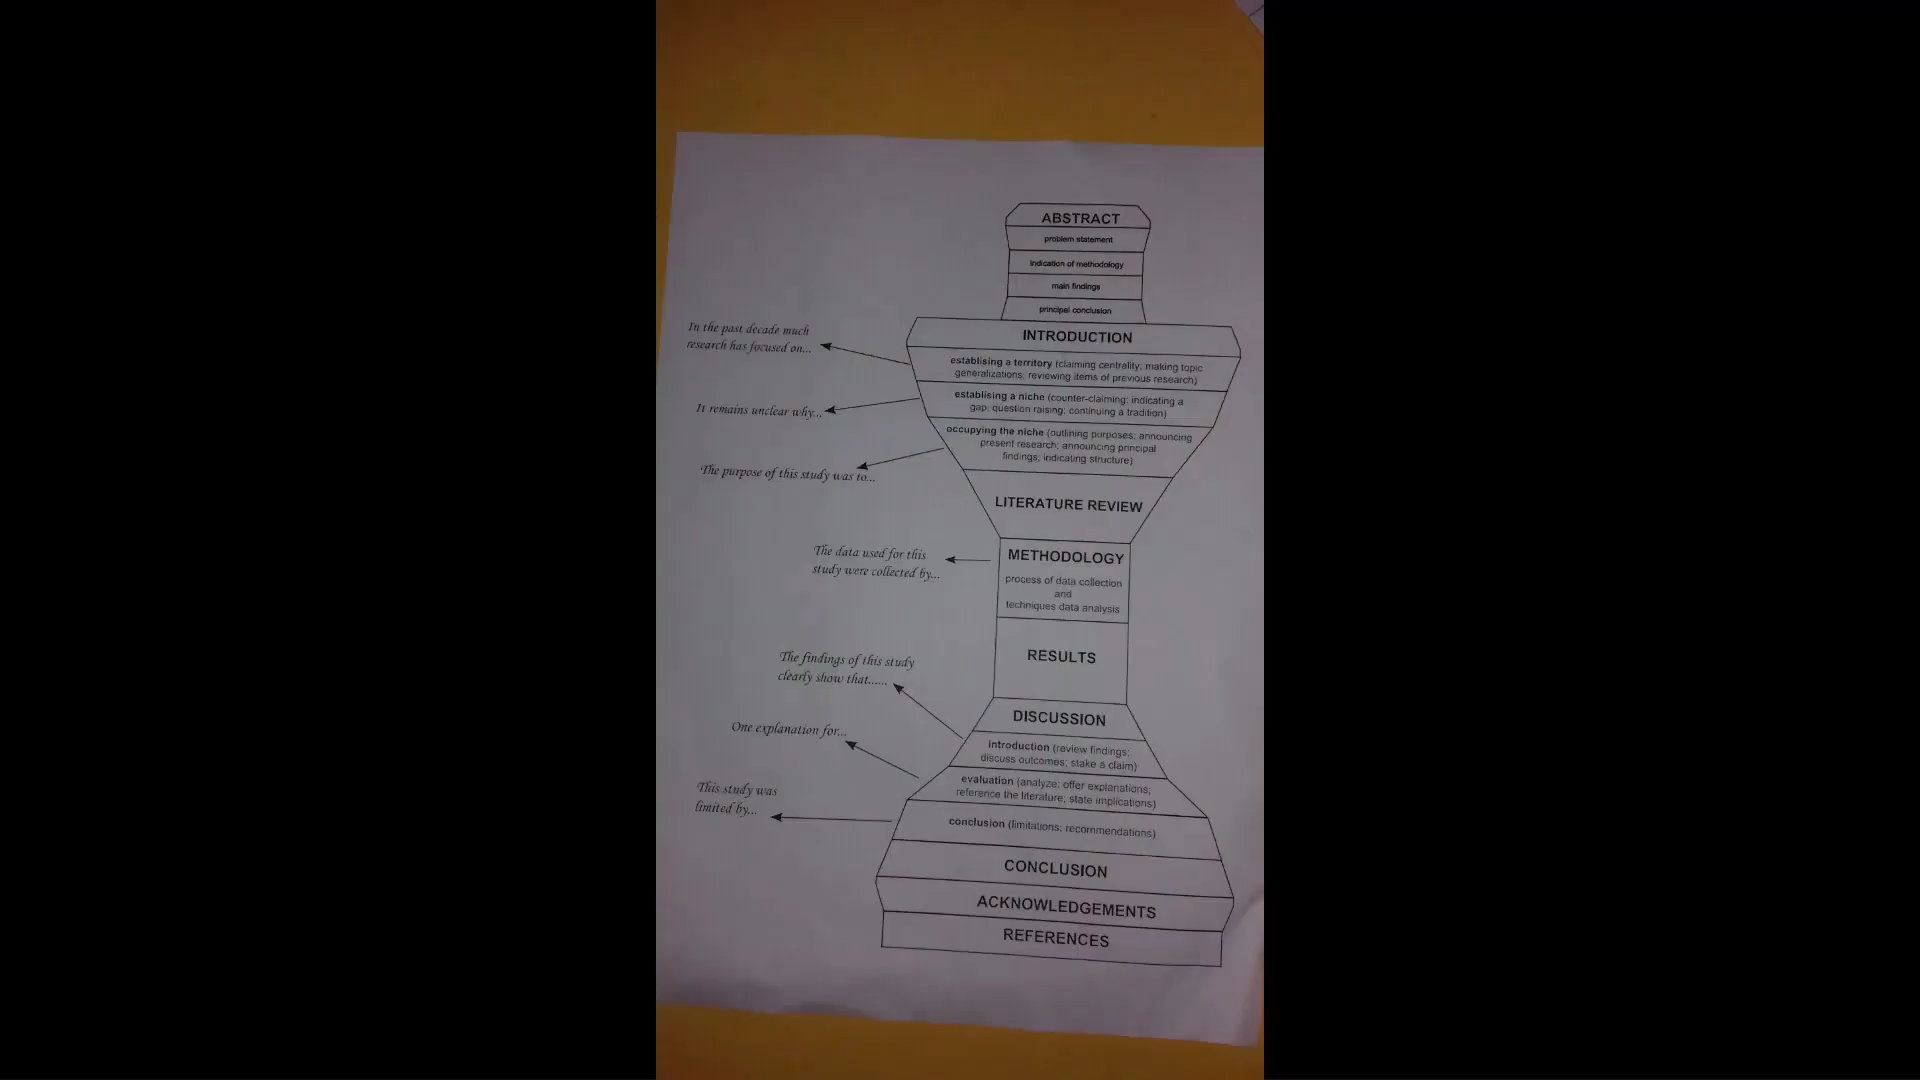 ABSTRACT
problem statement
indication of methodology
main findings
principal conclusion
INTRODUCTION
In the past decade much
research has focused on...
establising a territory (claiming centrality; making topic
generalizations; reviewing items of previous research)
It remains unclear why...
establising a niche (counter-claiming; indicating a
gap; question raising; continuing a tradition)
The purpose of this study was to...
occupying the niche (outlining purposes; announcing
present research; announcing principal
findings; indicating structure)
LITERATURE REVIEW
The data used for this
study were collected by...
METHODOLOGY
process of data collection
and
techniques data analysis
RESULTS
DISCUSSION
The findings of this study
clearly show that......
introduction (review findings;
discuss outcomes; stake a claim)
One explanation for...
evaluation (analyze; offer explanations;
reference the literature; state implications)
This study was
limited by...
conclusion (limitations; recommendations)
CONCLUSION
ACKNOWLEDGEMENTS
REFERENCES